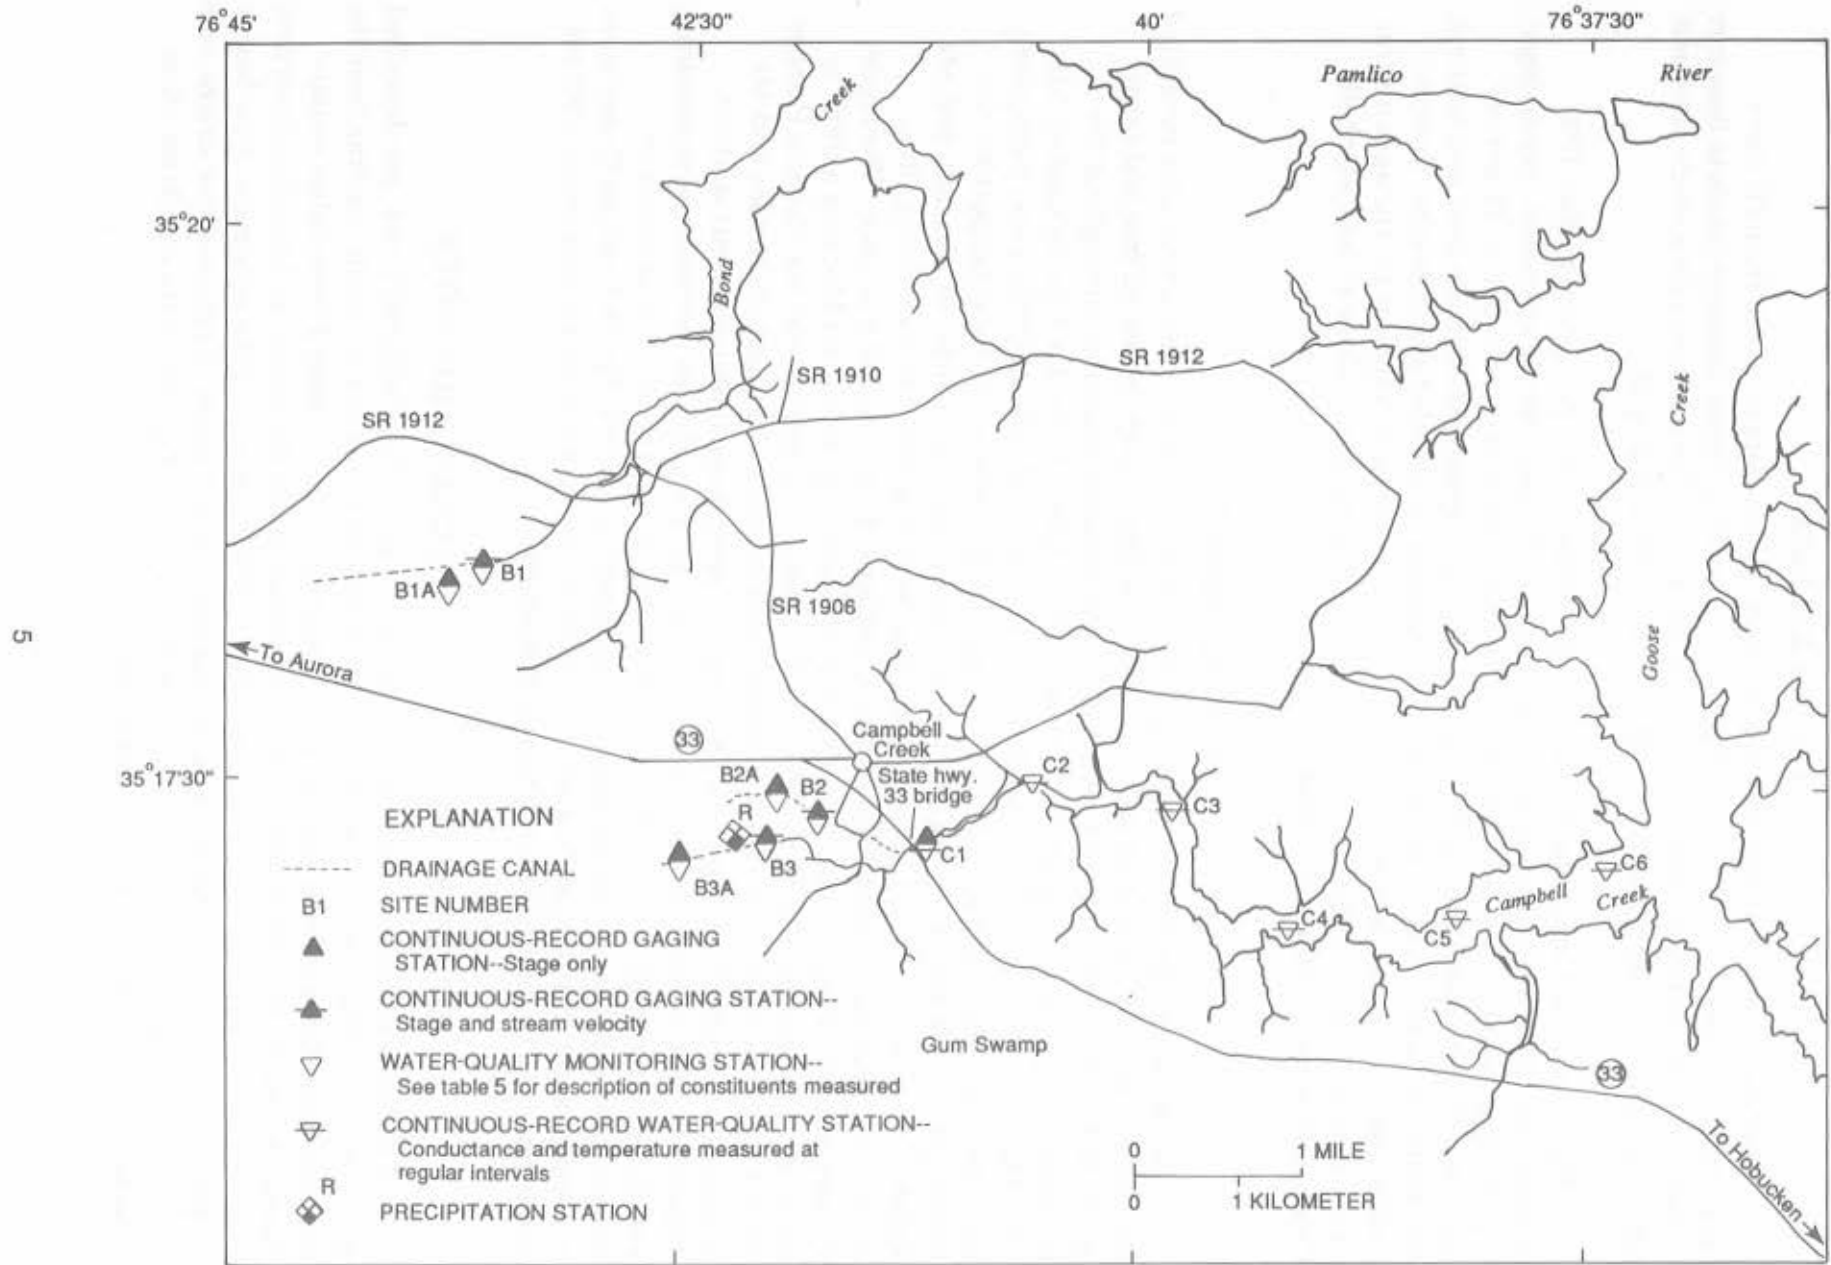 76°45'
42'30"
40'
76°37'30"
Creek
Pamlico
River
35°20'
Bond
SR 1912
SR 1910
Creek
SR 1912
B1
B1A
SR 1906
5
Goose
To Aurora
33
Campbell
Creek
35°17'30"
B2A
B2
State hwy.
33 bridge
C2
C3
R
C1
B3
B3A
C6
Campbell
Creek
C4
C5
EXPLANATION
DRAINAGE CANAL
B1
SITE NUMBER
CONTINUOUS-RECORD GAGING
STATION--Stage only
CONTINUOUS-RECORD GAGING STATION--
Stage and stream velocity
WATER-QUALITY MONITORING STATION--
See table 5 for description of constituents measured
CONTINUOUS-RECORD WATER-QUALITY STATION--
Conductance and temperature measured at
regular intervals
R
PRECIPITATION STATION
Gum Swamp
33
To Hobucken
0
1 MILE
0
1 KILOMETER